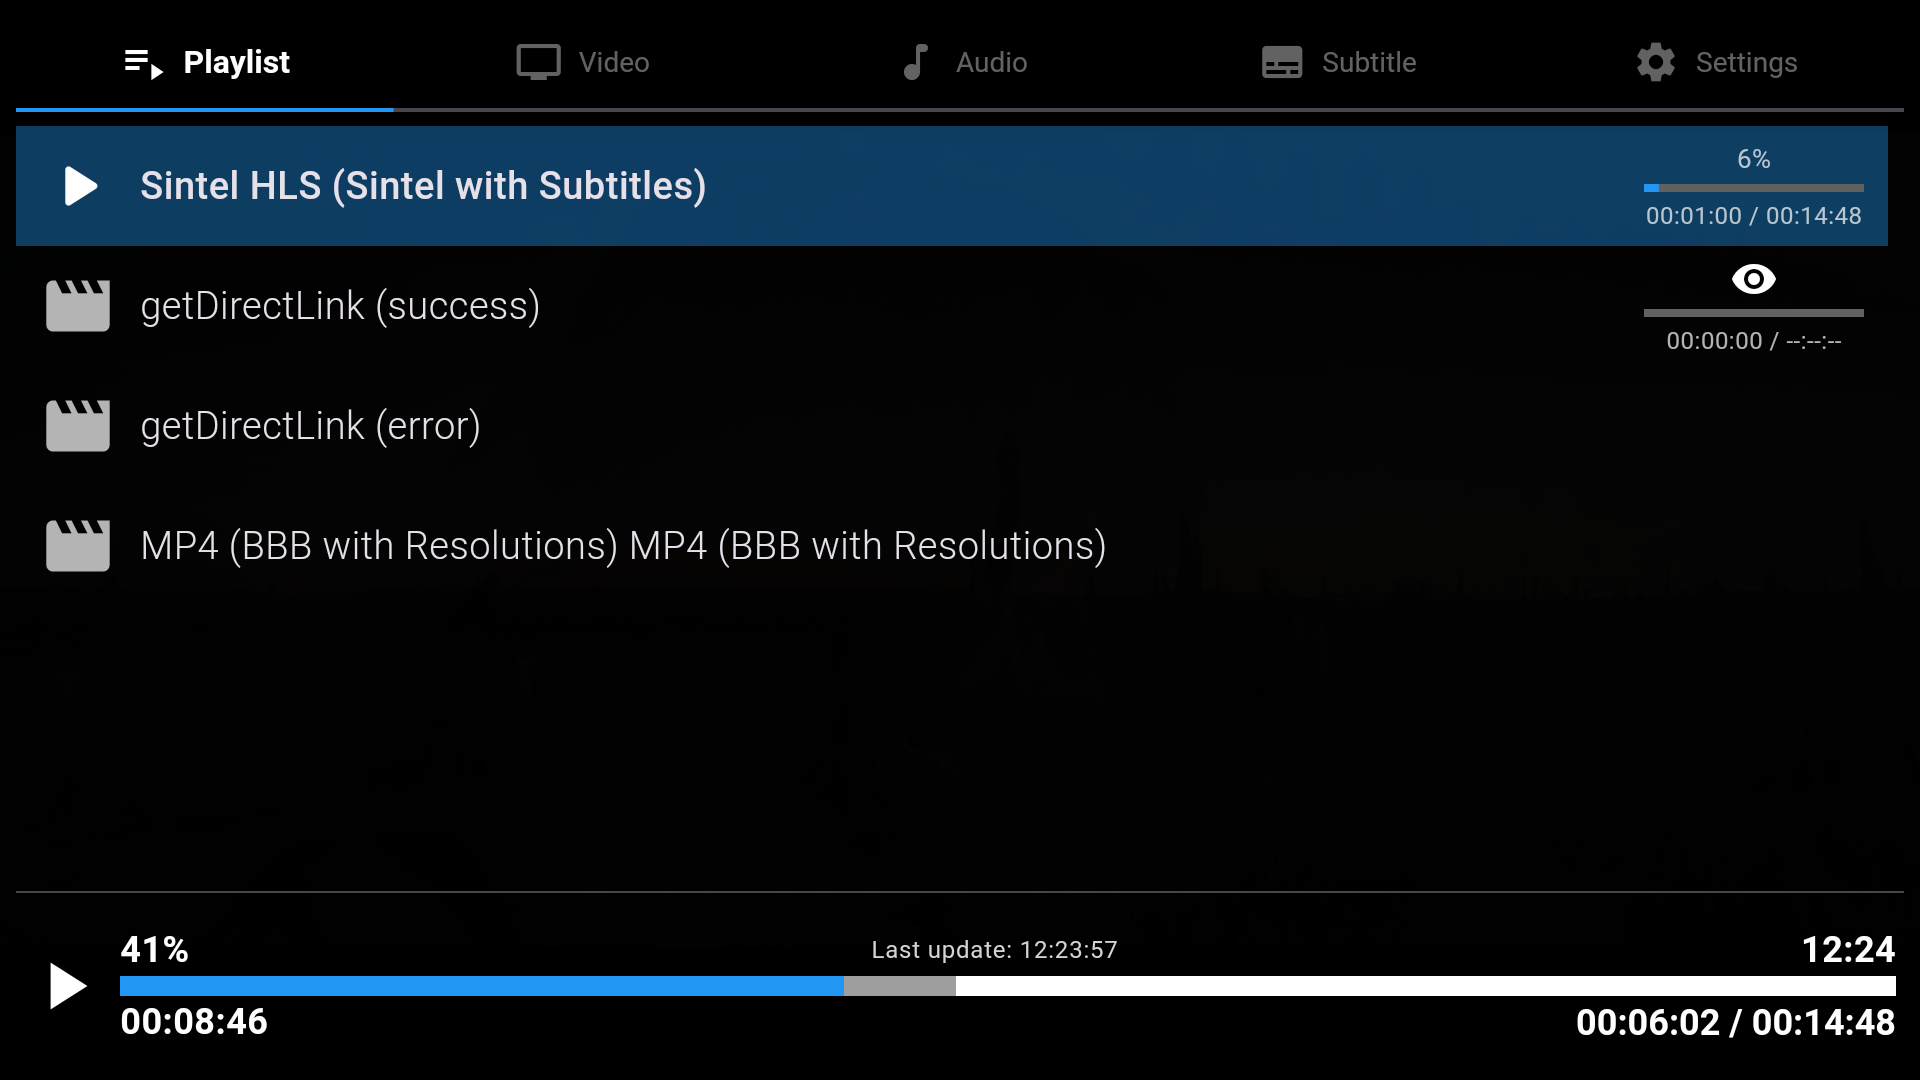 Playlist
Video
Audio
Subtitle
Settings
Sintel HLS (Sintel with Subtitles)
6%
00:01:00 / 00:14:48
getDirectLink (success)
00:00:00 / --:--:--
getDirectLink (error)
MP4 (BBB with Resolutions) MP4 (BBB with Resolutions)
41%
Last update: 12:23:57
12:24
00:08:46
00:06:02 / 00:14:48